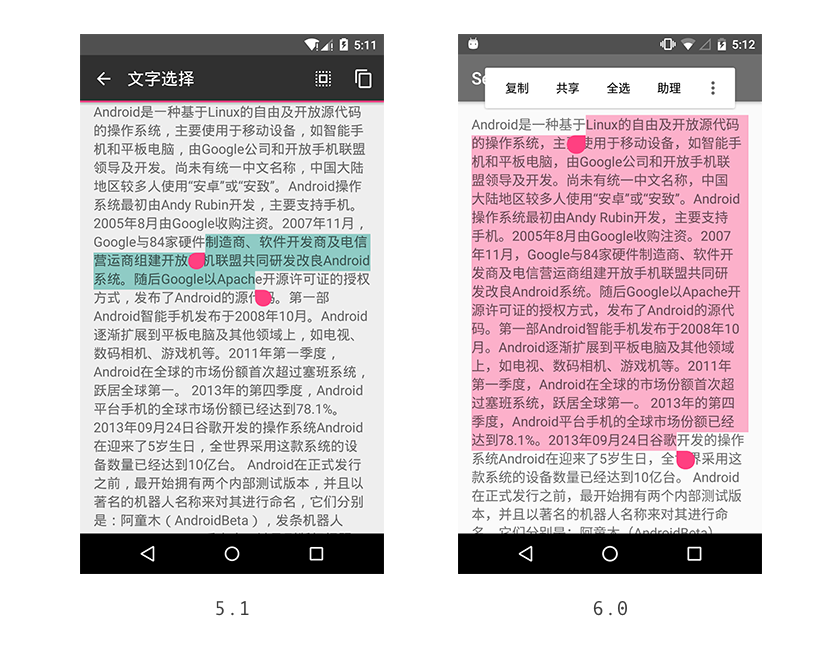 5:11
文字选择
Android是一种基于Linux的自由及开放源代码
的操作系统，主要使用于移动设备，如智能手
机和平板电脑，由Google公司和开放手机联盟
领导及开发。尚未有统一中文名称，中国大陆
地区较多人使用“安卓”或“安致”。Android操作
系统最初由Andy Rubin开发，主要支持手机。
2005年8月由Google收购注资。2007年11月，
Google与84家硬件制造商、软件开发商及电信
营运商组建开放 机联盟共同研发改良Android
系统。随后Google以Apache开源许可证的授权
方式，发布了Android的源代码。第一部
Android智能手机发布于2008年10月。Android
逐渐扩展到平板电脑及其他领域上，如电视、
数码相机、游戏机等。2011年第一季度，
Android在全球的市场份额首次超过塞班系统，
跃居全球第一。 2013年的第四季度，Android
平台手机的全球市场份额已经达到78.1%。
2013年09月24日谷歌开发的操作系统Android
在迎来了5岁生日，全世界采用这款系统的设
备数量已经达到10亿台。 Android在正式发行
之前，最开始拥有两个内部测试版本，并且以
著名的机器人名称来对其进行命名，它们分别
是：阿童木（AndroidBeta），发条机器人
5.1
5:12
Se
复制 共享 全选 助理
Android是一种基于Linux的自由及开放源代码
的操作系统，主 使用于移动设备，如智能手
机和平板电脑，由Google公司和开放手机联
盟领导及开发。尚未有统一中文名称，中国
大陆地区较多人使用“安卓”或“安致”。Android
操作系统最初由Andy Rubin开发，主要支持
手机。2005年8月由Google收购注资。2007
年11月，Google与84家硬件制造商、软件开
发商及电信营运商组建开放手机联盟共同研
发改良Android系统。随后Google以Apache开
源许可证的授权方式，发布了Android的源代
码。第一部Android智能手机发布于2008年10
月。Android逐渐扩展到平板电脑及其他领域
上，如电视、数码相机、游戏机等。2011年
第一季度，Android在全球的市场份额首次超
过塞班系统，跃居全球第一。 2013年的第四
季度，Android平台手机的全球市场份额已经
达到78.1%。2013年09月24日谷歌开发的操作
系统Android在迎来了5岁生日，全 界采用这
款系统的设备数量已经达到10亿台。 Android
在正式发行之前，最开始拥有两个内部测试版
本，并且以著名的机器人名称来对其进行命
名，它们分别是：阿童木（AndroidBeta），
6.0